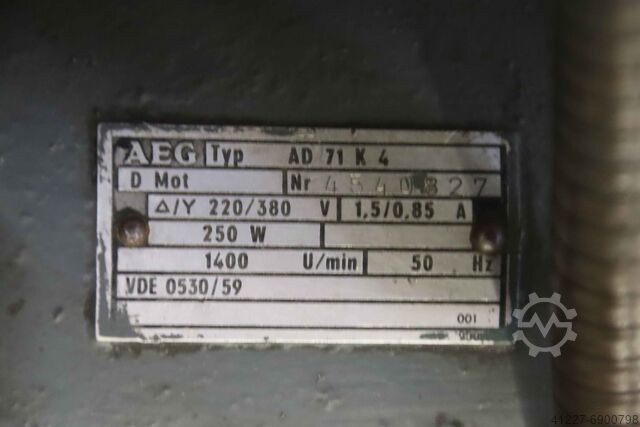 AEG Typ AD 71 K 4
D Mot Nr 4540827
△/Y 220/380 V 1,5/0,85 A
250 W
1400 U/min 50 Hz
VDE 0530/59
001
41227-6900798